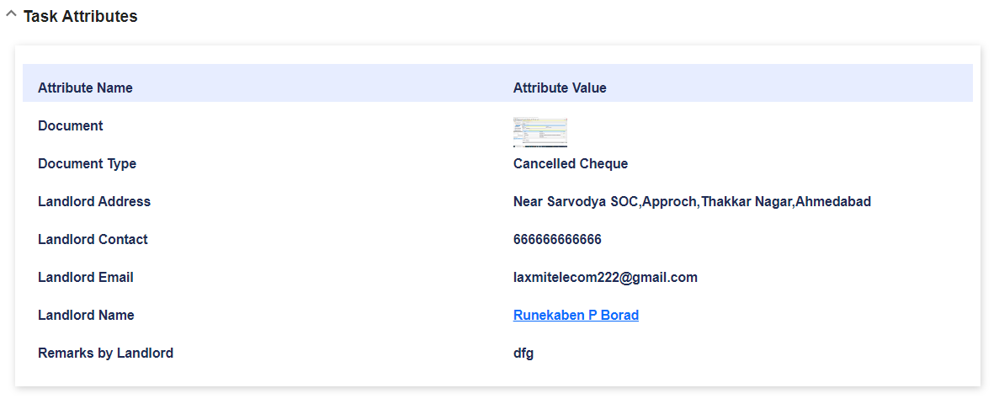 Task Attributes
Attribute Name Attribute Value
Document
Document Type Cancelled Cheque
Landlord Address Near Sarvodya SOC,Approch,Thakkar Nagar,Ahmedabad
Landlord Contact 666666666666
Landlord Email laxmitelecom222@gmail.com
Landlord Name Runekaben P Borad
Remarks by Landlord dfg